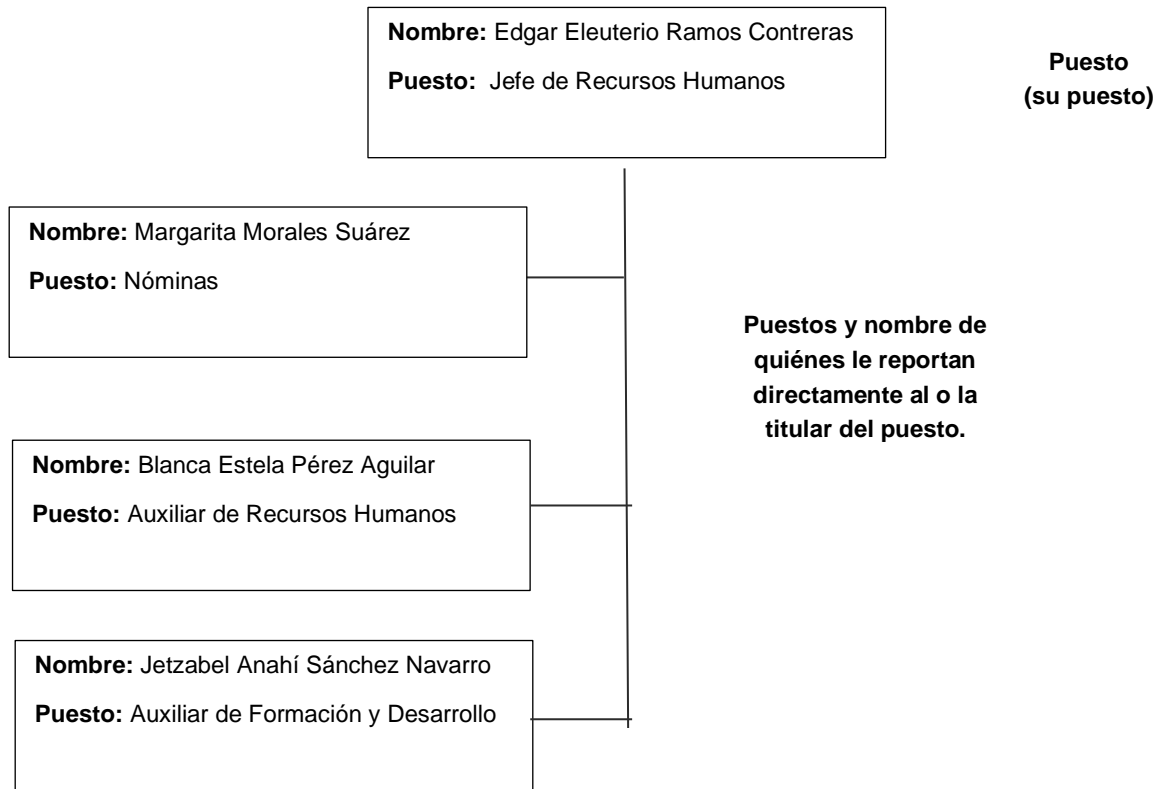 Nombre: Edgar Eleuterio Ramos Contreras
Puesto: Jefe de Recursos Humanos
Puesto
(su puesto)
Nombre: Margarita Morales Suárez
Puesto: Nóminas
Puestos y nombre de
quiénes le reportan
directamente al o la
titular del puesto.
Nombre: Blanca Estela Pérez Aguilar
Puesto: Auxiliar de Recursos Humanos
Nombre: Jetzabel Anahí Sánchez Navarro
Puesto: Auxiliar de Formación y Desarrollo